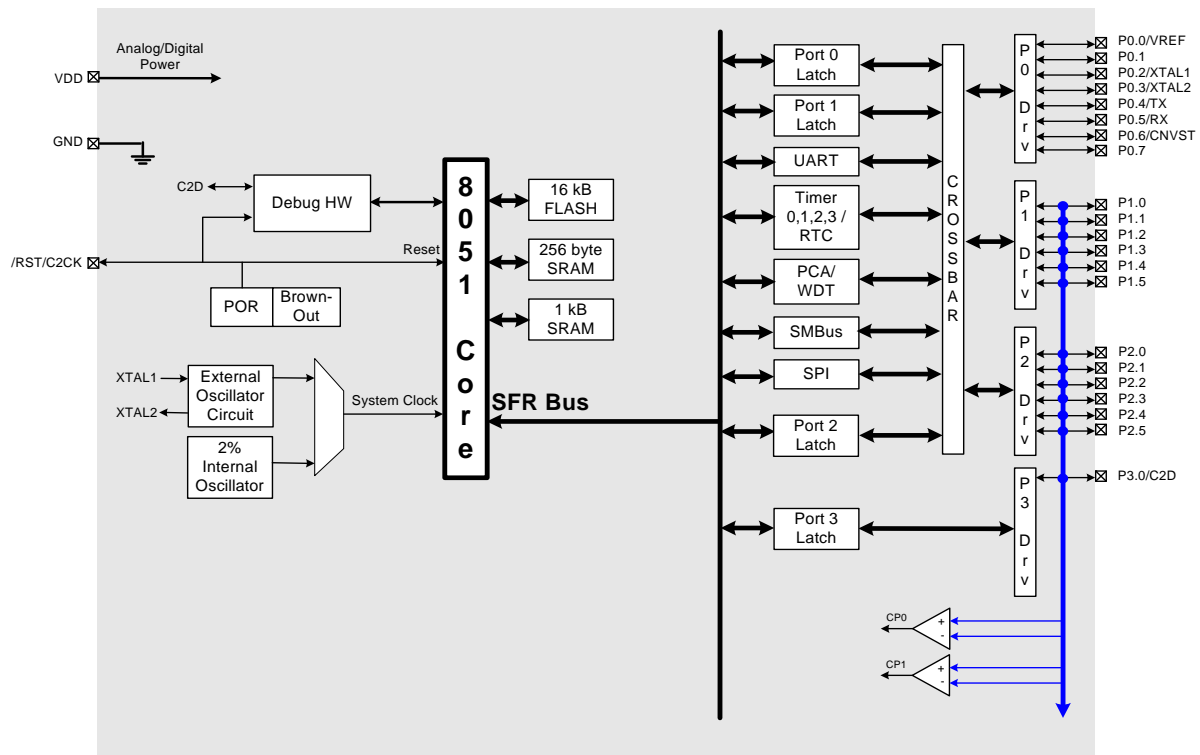 Analog/Digital
Power
VDD
GND
C2D
Debug HW
/RST/C2CK
Reset
POR
Brown-
Out
XTAL1
XTAL2
External
Oscillator
Circuit
2%
Internal
Oscillator
System Clock
8
0
5
1
C
o
r
e
16 kB
FLASH
256 byte
SRAM
1 kB
SRAM
SFR Bus
Port 0
Latch
Port 1
Latch
UART
Timer
0,1,2,3 /
RTC
PCA/
WDT
SMBus
SPI
Port 2
Latch
Port 3
Latch
C
R
O
S
S
B
A
R
P
0
D
r
v
P
1
D
r
v
P
2
D
r
v
P
3
D
r
v
P0.0/VREF
P0.1
P0.2/XTAL1
P0.3/XTAL2
P0.4/TX
P0.5/RX
P0.6/CNVST
P0.7
P1.0
P1.1
P1.2
P1.3
P1.4
P1.5
P2.0
P2.1
P2.2
P2.3
P2.4
P2.5
P3.0/C2D
CP0
+
-
CP1
+
-